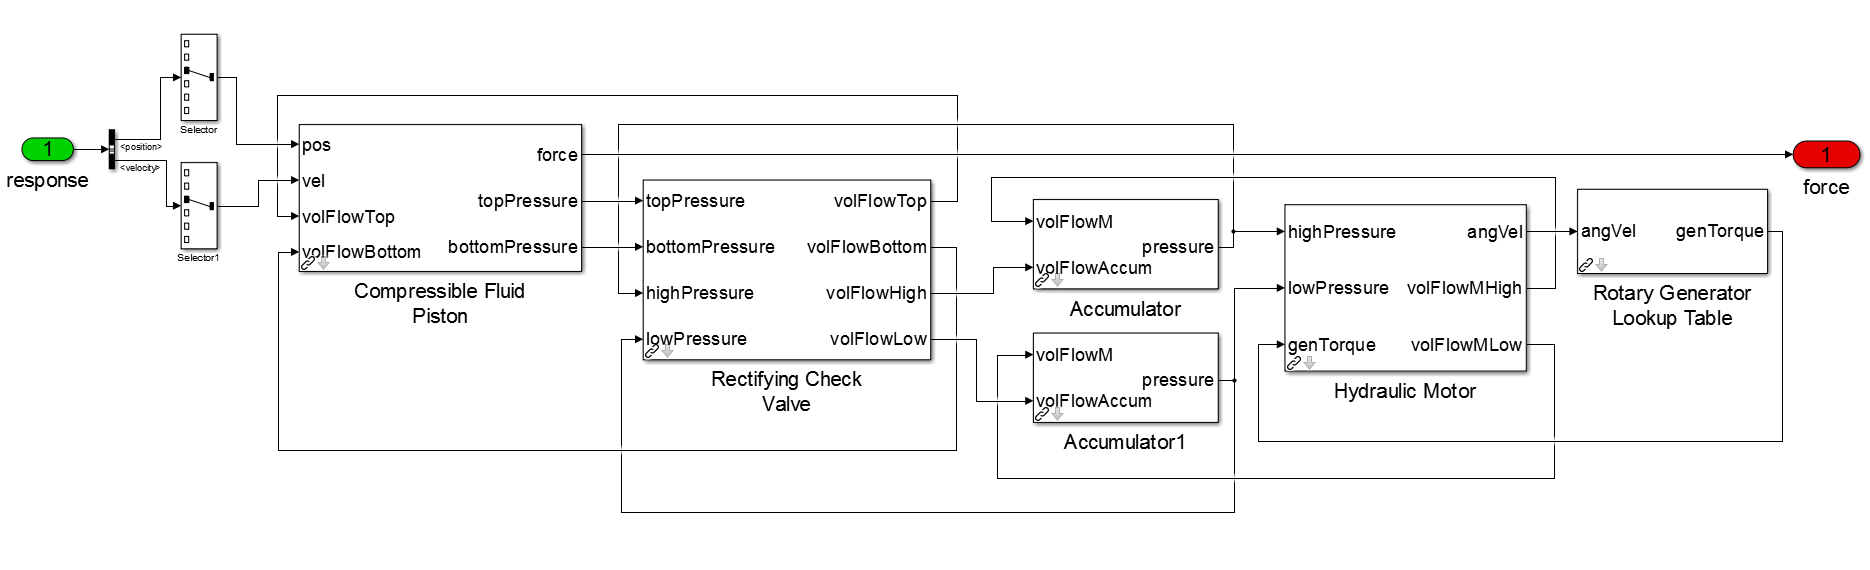 1
response
<position>
<velocity>
Selector
Selector1
pos
vel
volFlowTop
volFlowBottom
force
topPressure
bottomPressure
Compressible Fluid
Piston
topPressure
bottomPressure
highPressure
lowPressure
volFlowTop
volFlowBottom
volFlowHigh
volFlowLow
Rectifying Check
Valve
volFlowM
volFlowAccum
pressure
Accumulator
volFlowM
volFlowAccum
pressure
Accumulator1
highPressure
lowPressure
genTorque
angVel
volFlowMHigh
volFlowMLow
Hydraulic Motor
angVel
genTorque
Rotary Generator
Lookup Table
1
force